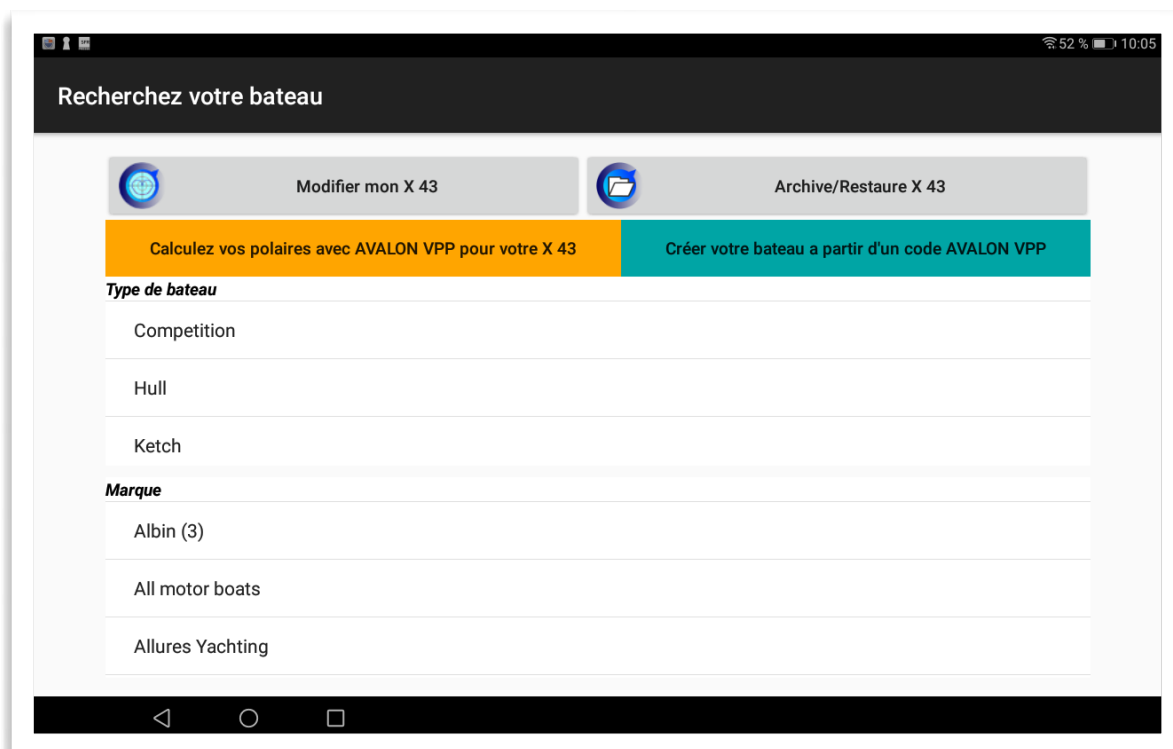 52 % 10:05
Recherchez votre bateau
Modifier mon X 43
Archive/Restaure X 43
Calculez vos polaires avec AVALON VPP pour votre X 43
Créer votre bateau a partir d'un code AVALON VPP
Type de bateau
Competition
Hull
Ketch
Marque
Albin (3)
All motor boats
Allures Yachting